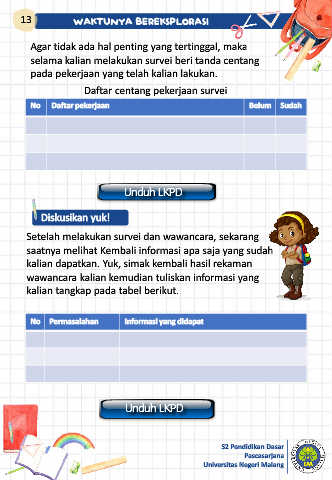 13
WAKTUNYA BEREKSPLORASI
Agar tidak ada hal penting yang tertinggal, maka
selama kalian melakukan survei beri tanda centang
pada pekerjaan yang telah kalian lakukan.
Daftar centang pekerjaan survei
No Daftar pekerjaan Belum Sudah
Unduh LKPD
Diskusikan yuk!
Setelah melakukan survei dan wawancara, sekarang
saatnya melihat Kembali informasi apa saja yang sudah
kalian dapatkan. Yuk, simak kembali hasil rekaman
wawancara kalian kemudian tuliskan informasi yang
kalian tangkap pada tabel berikut.
No Permasalahan Informasi yang didapat
Unduh LKPD
S2 Pendidikan Dasar
Pascasarjana
Universitas Negeri Malang